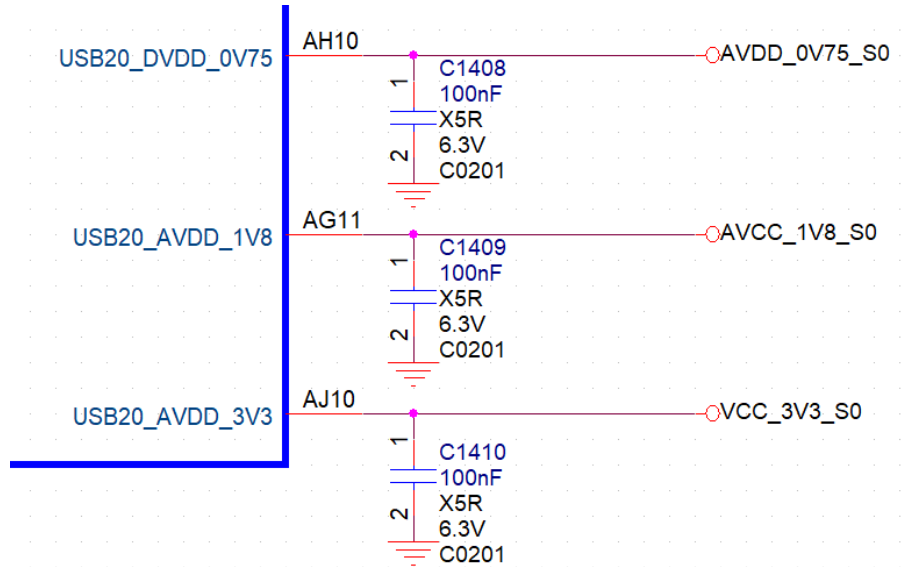 USB20_DVDD_0V75
AH10
AVDD_0V75_S0
1
C1408
100nF
X5R
6.3V
2
C0201
USB20_AVDD_1V8
AG11
AVCC_1V8_S0
1
C1409
100nF
X5R
6.3V
2
C0201
USB20_AVDD_3V3
AJ10
VCC_3V3_S0
1
C1410
100nF
X5R
6.3V
2
C0201